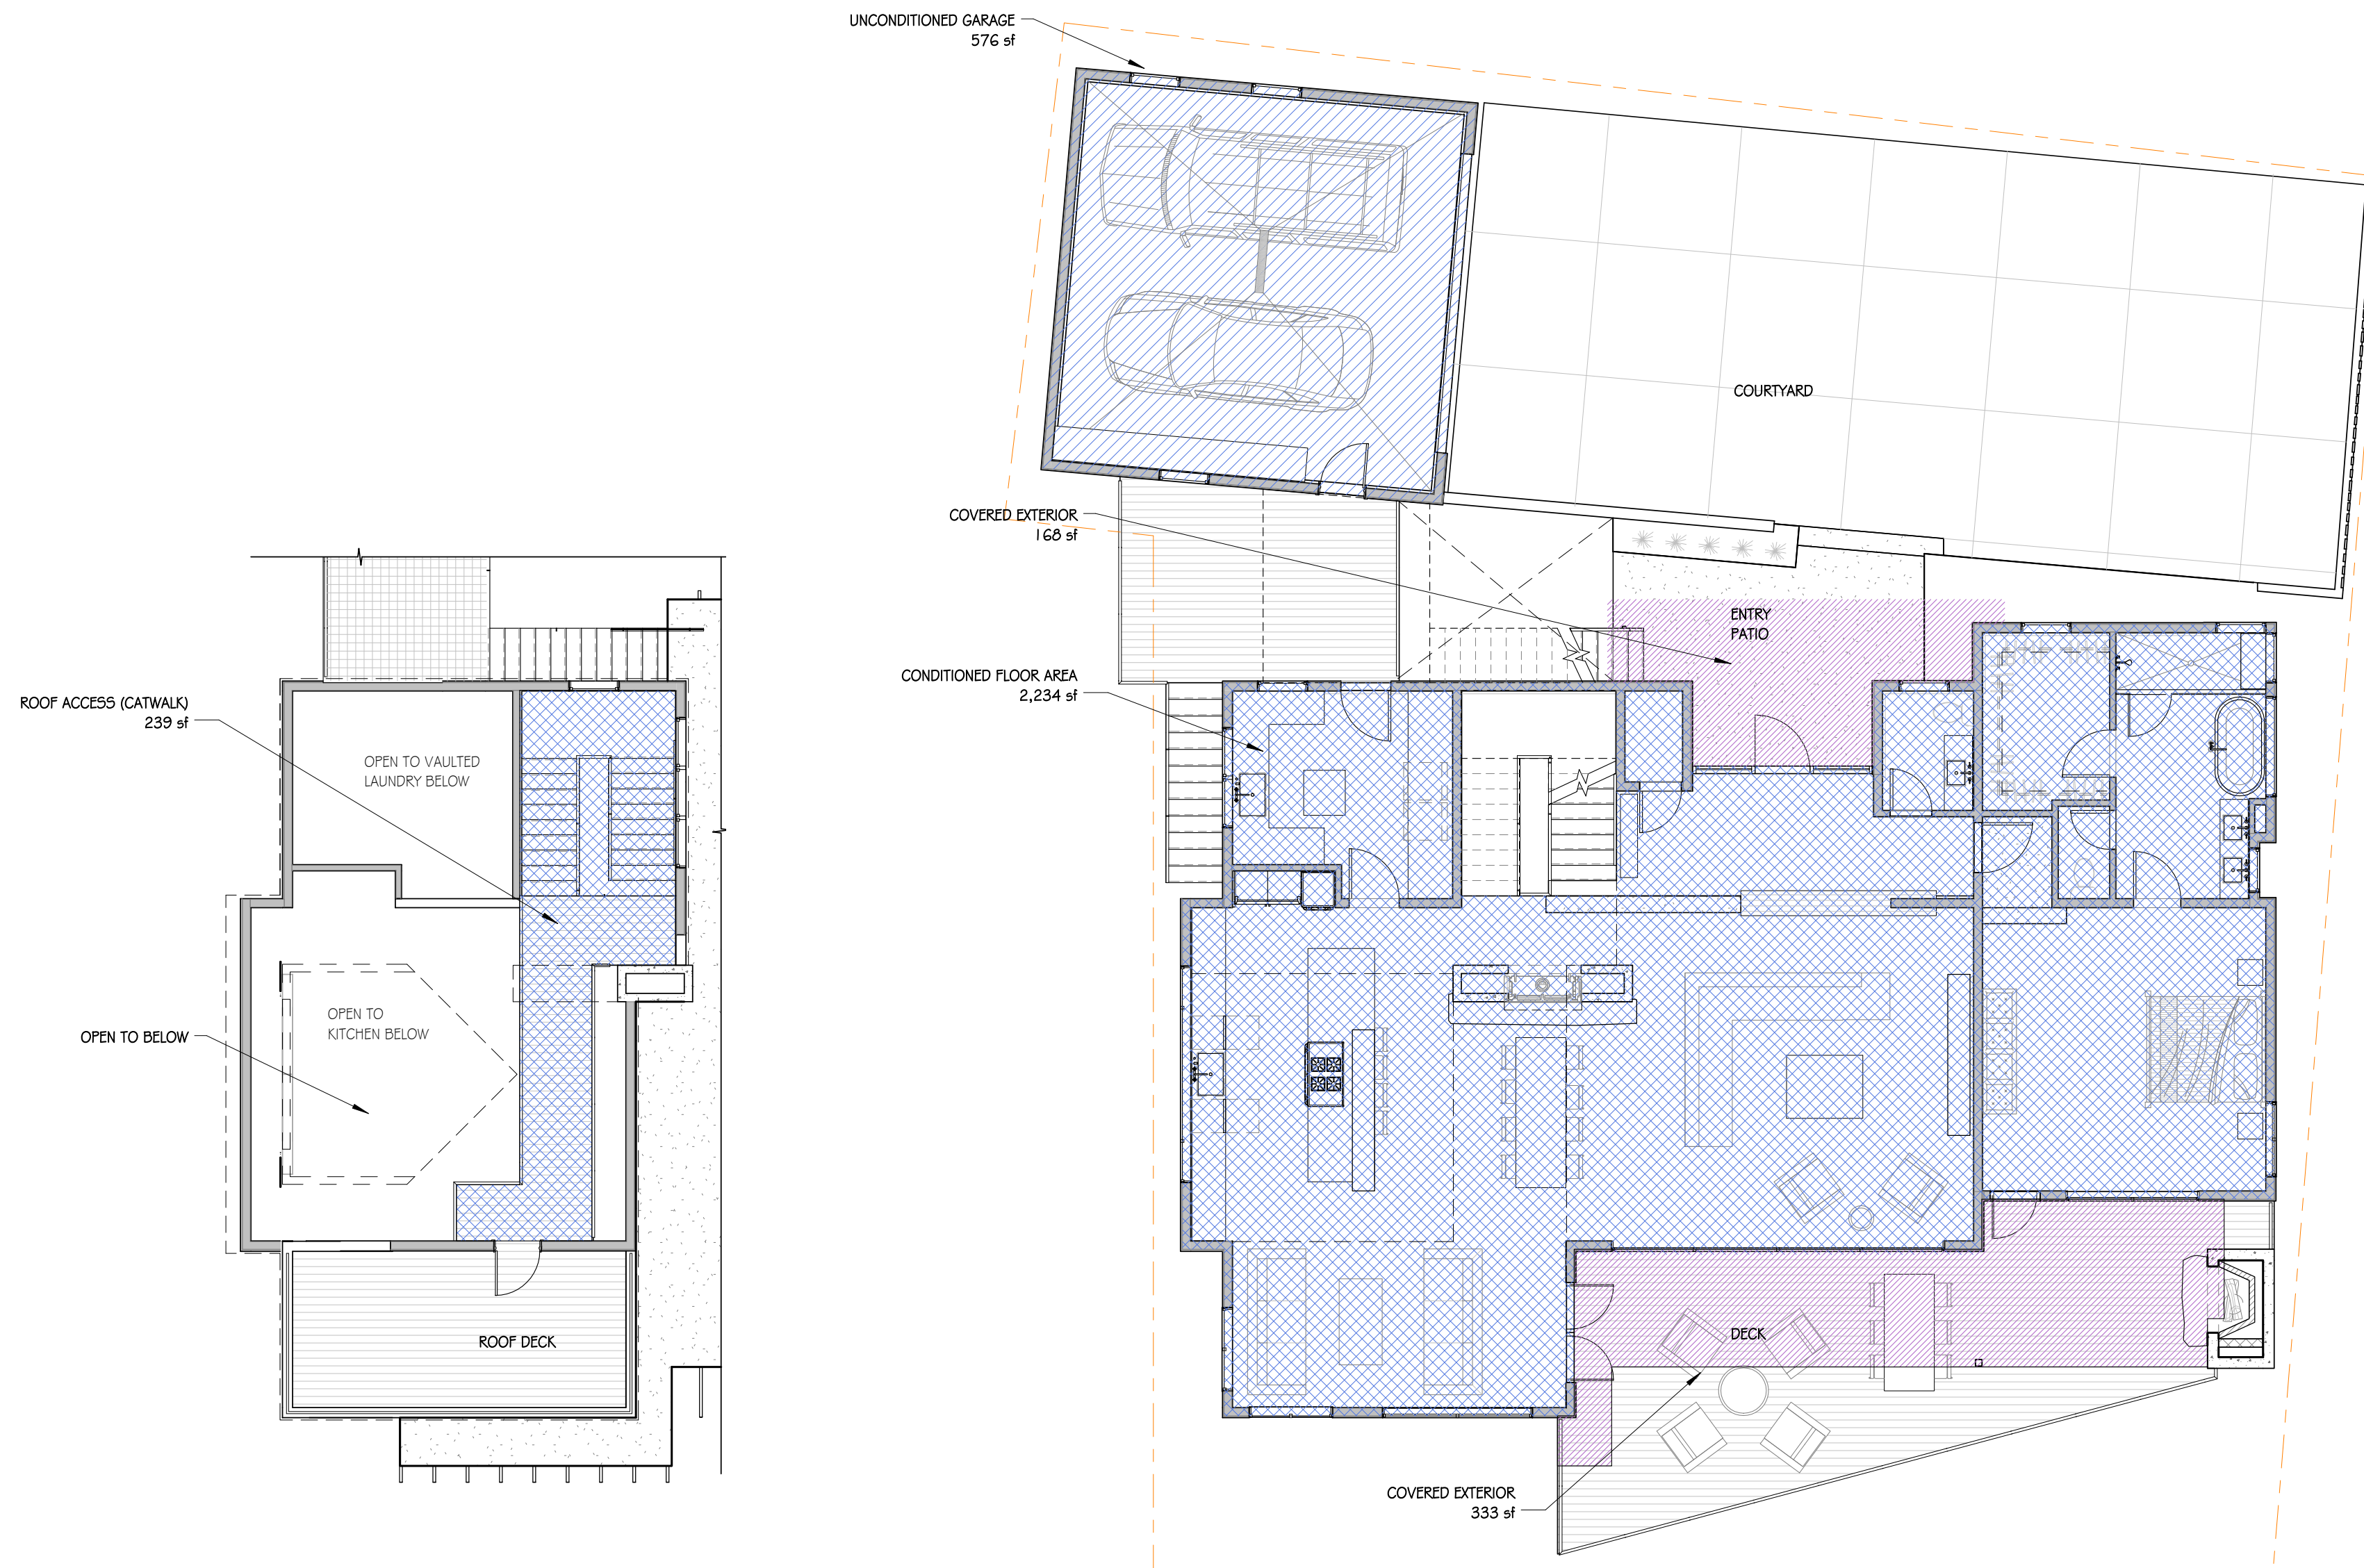 UNCONDITIONED GARAGE
576 sf
COURTYARD
COVERED EXTERIOR
168 sf
ENTRY
PATIO
CONDITIONED FLOOR AREA
2,234 sf
ROOF ACCESS (CATWALK)
239 sf
OPEN TO VAULTED
LAUNDRY BELOW
OPEN TO
KITCHEN BELOW
OPEN TO BELOW
ROOF DECK
DECK
COVERED EXTERIOR
333 sf